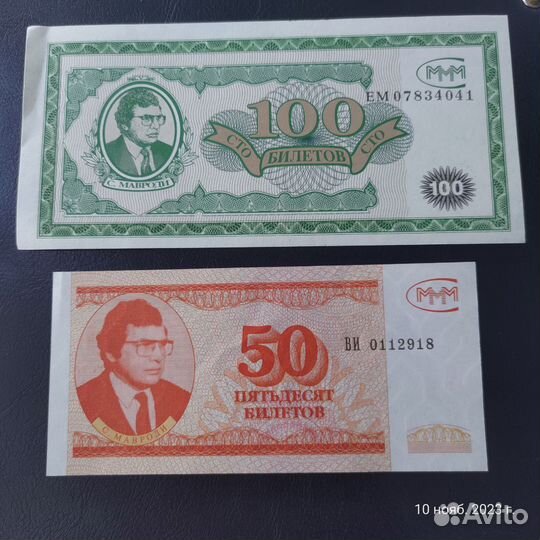 МММ
ЕМ 07834041
100
СТО БИЛЕТОВ СТО
С. МАВРОДИ
100
МММ
50
ВИ 0112918
ПЯТЬДЕСЯТ
БИЛЕТОВ
С. МАВРОДИ
10 нояб. 2023 г.
Avito